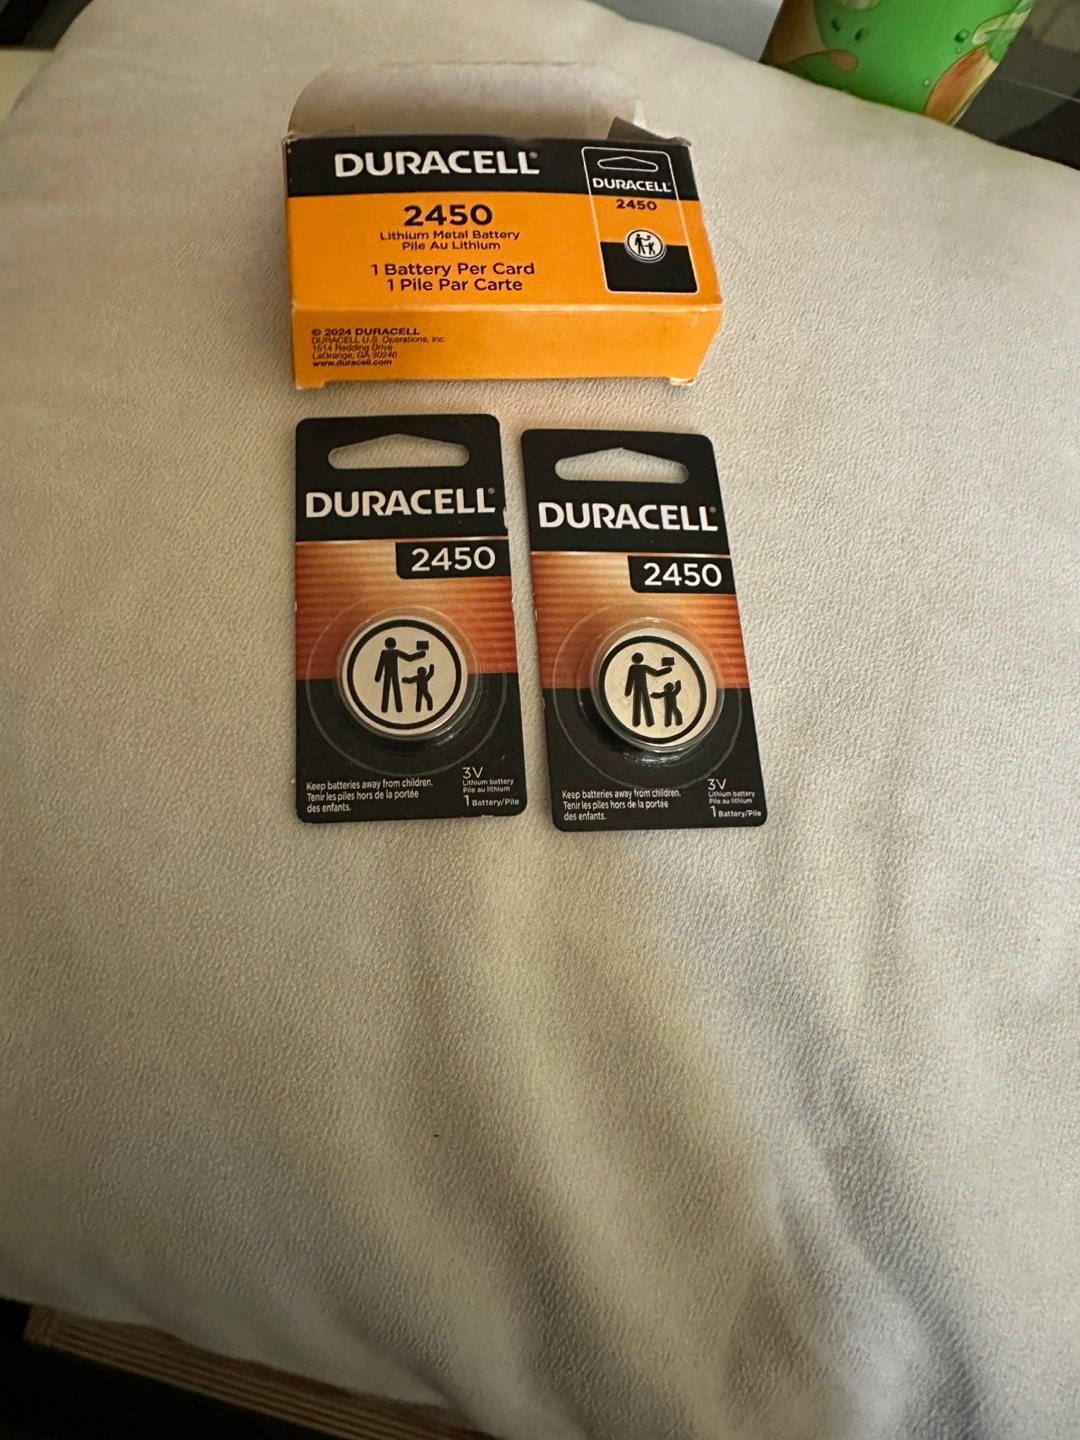 DURACELL®
2450
Lithium Metal Battery
Pile Au Lithium
1 Battery Per Card
1 Pile Par Carte
DURACELL®
2450
© 2024 DURACELL
DURACELL U.S. Operations, Inc.
1514 Redding Drive
LaGrange, GA 30240
www.duracell.com
DURACELL®
2450
Keep batteries away from children.
Tenir les piles hors de la portée
des enfants.
3V
Lithium battery
Pile au lithium
1 Battery/Pile
DURACELL®
2450
Keep batteries away from children.
Tenir les piles hors de la portée
des enfants.
3V
Lithium battery
Pile au lithium
1 Battery/Pile